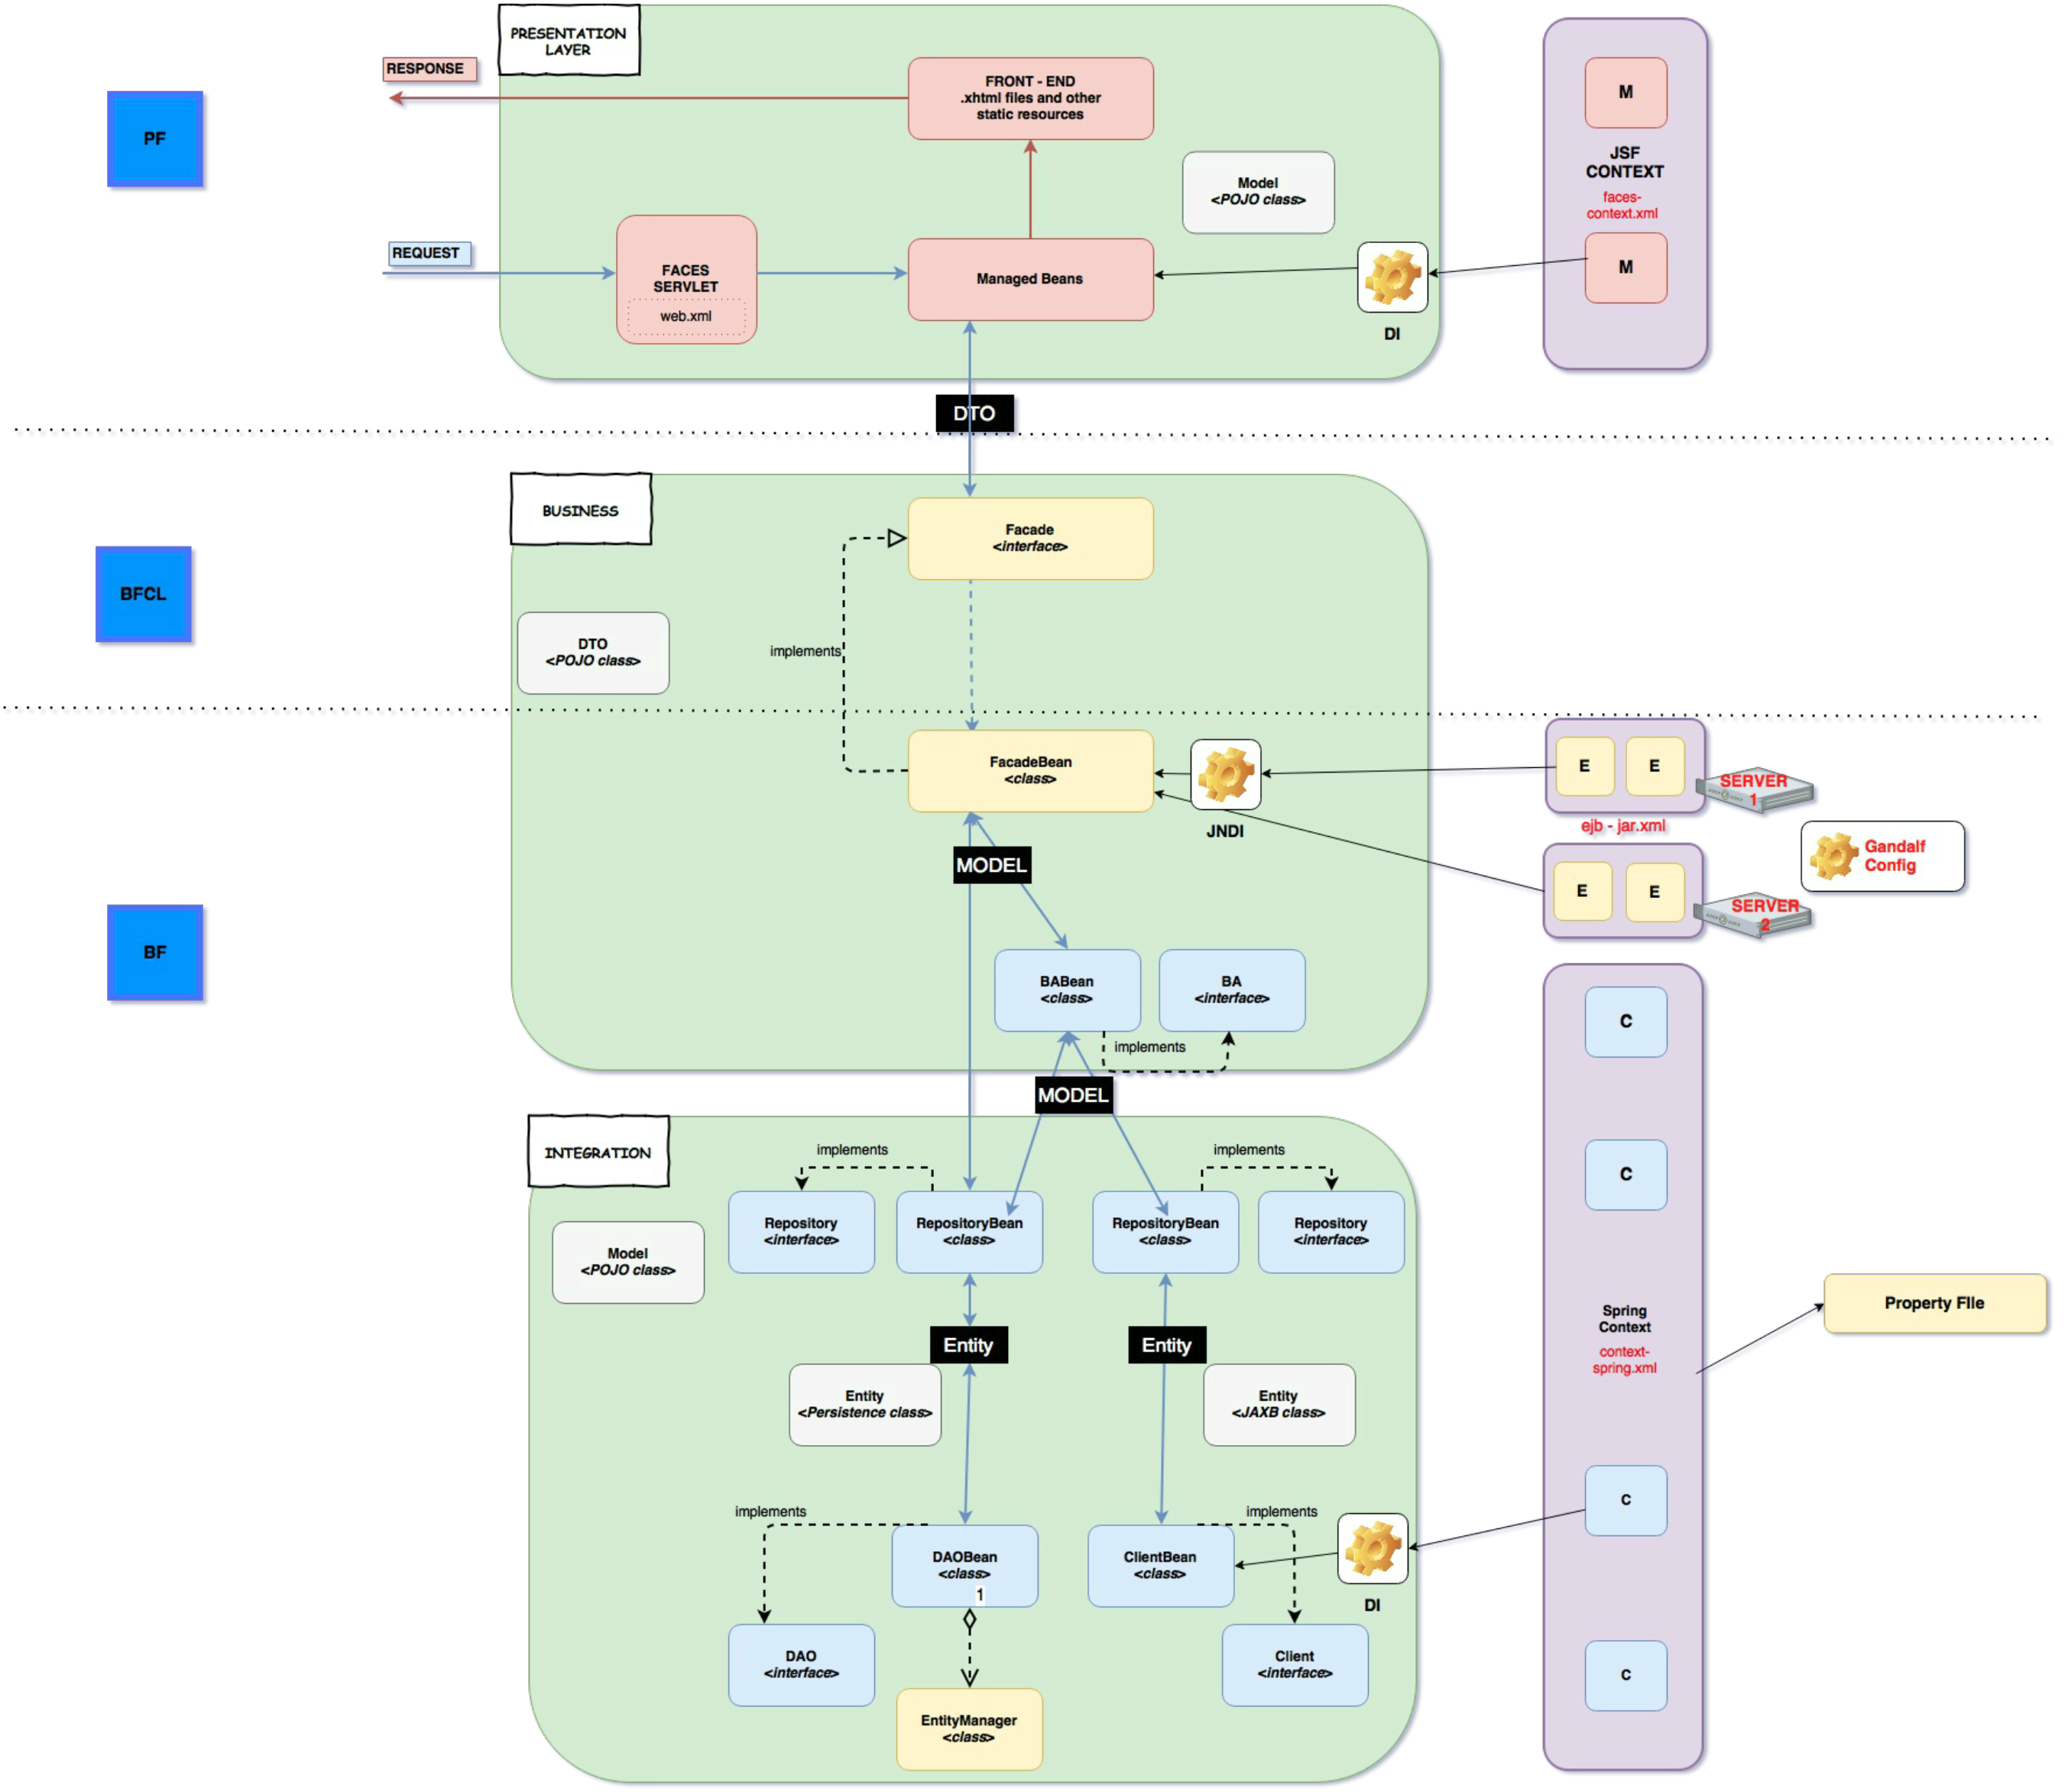 PRESENTATION
LAYER
RESPONSE
FRONT - END
.xhtml files and other
static resources
M
PF
JSF
CONTEXT
faces-
context.xml
Model
<POJO class>
REQUEST
FACES
SERVLET
web.xml
Managed Beans
M
DI
DTO
BUSINESS
Facade
<interface>
BFCL
DTO
<POJO class>
implements
FacadeBean
<class>
JNDI
E
E
SERVER
1
ejb - jar.xml
Gandalf
Config
MODEL
E
E
SERVER
2
BF
BABean
<class>
BA
<interface>
C
implements
MODEL
INTEGRATION
implements
implements
C
Repository
<interface>
RepositoryBean
<class>
RepositoryBean
<class>
Repository
<interface>
Model
<POJO class>
Property FIle
Spring
Context
context-
spring.xml
Entity
Entity
Entity
<Persistence class>
Entity
<JAXB class>
implements
implements
C
DAOBean
<class>
1
ClientBean
<class>
DI
DAO
<interface>
Client
<interface>
C
EntityManager
<class>